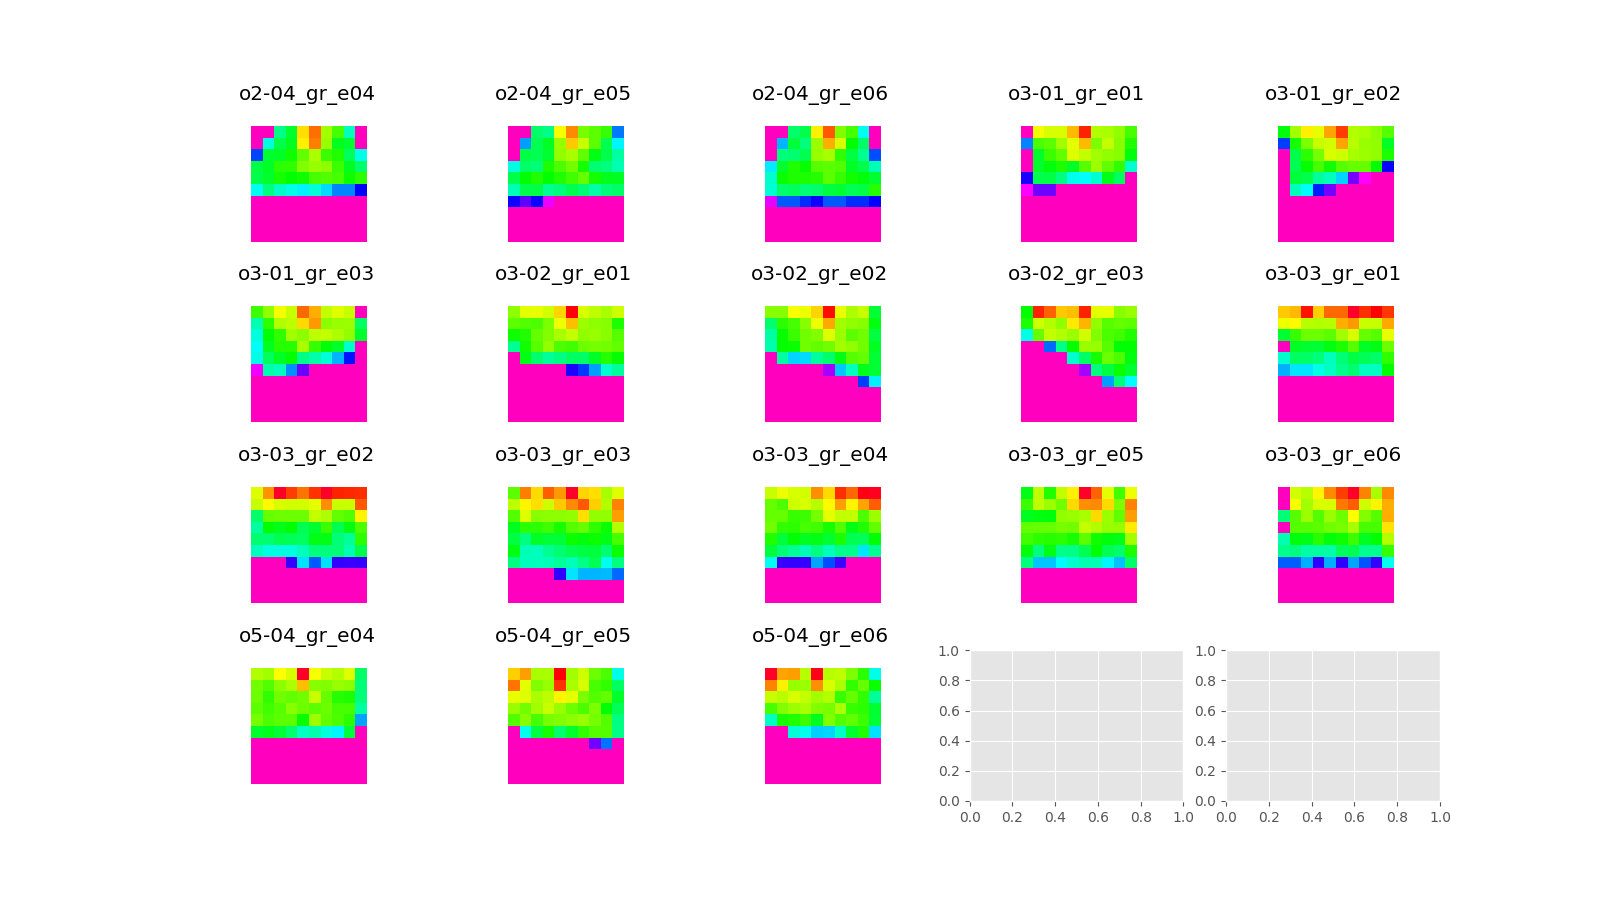 o2-04_gr_e04 o2-04_gr_e05 o2-04_gr_e06 o3-01_gr_e01 o3-01_gr_e02
o3-01_gr_e03 o3-02_gr_e01 o3-02_gr_e02 o3-02_gr_e03 o3-03_gr_e01
o3-03_gr_e02 o3-03_gr_e03 o3-03_gr_e04 o3-03_gr_e05 o3-03_gr_e06
o5-04_gr_e04 o5-04_gr_e05 o5-04_gr_e06
1.0 1.0
0.8 0.8
0.6 0.6
0.4 0.4
0.2 0.2
0.0 0.0
0.0 0.2 0.4 0.6 0.8 1.0 0.0 0.2 0.4 0.6 0.8 1.0